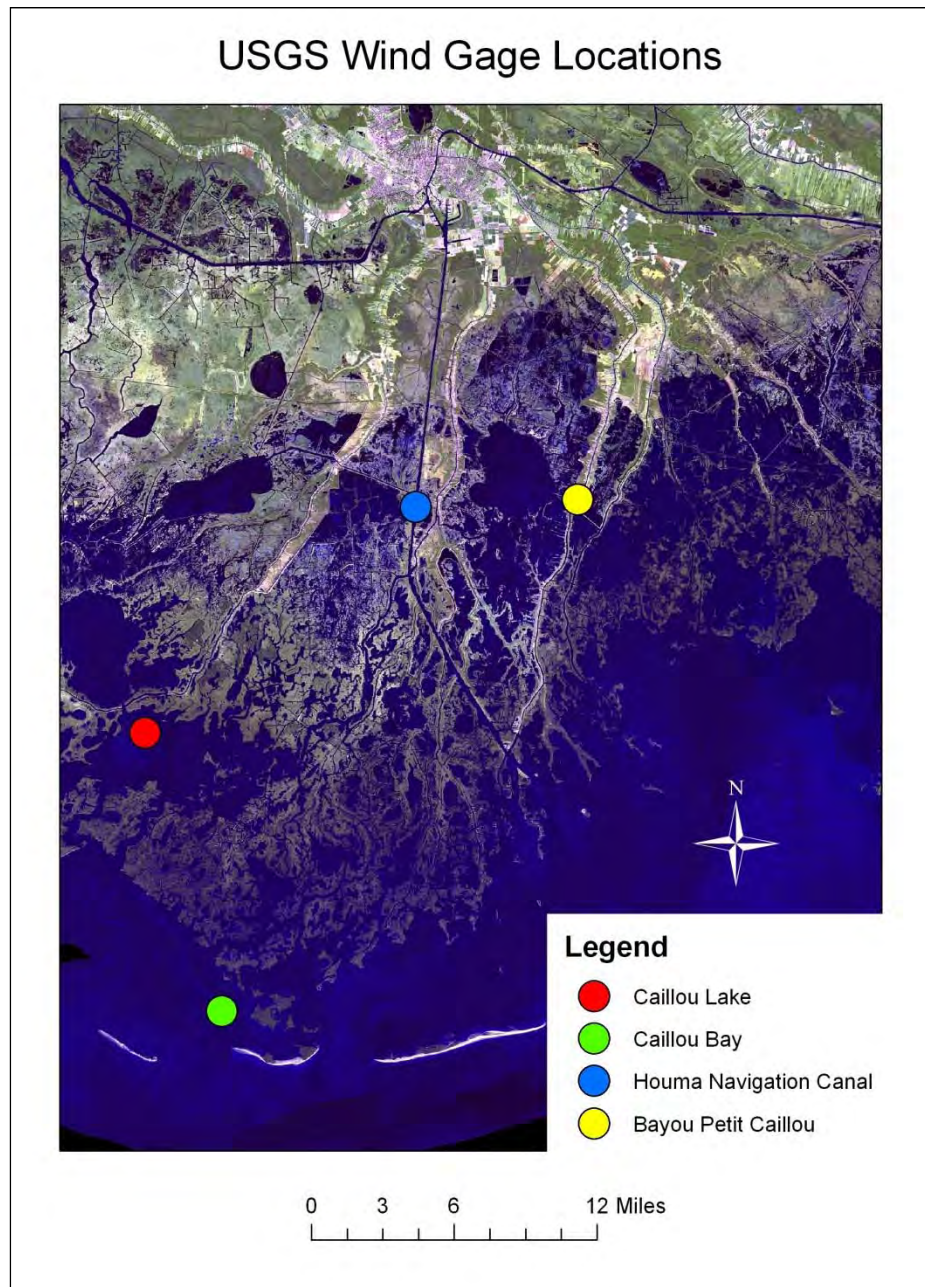 USGS Wind Gage Locations
N
Legend
Caillou Lake
Caillou Bay
Houma Navigation Canal
Bayou Petit Caillou
0 3 6 12 Miles